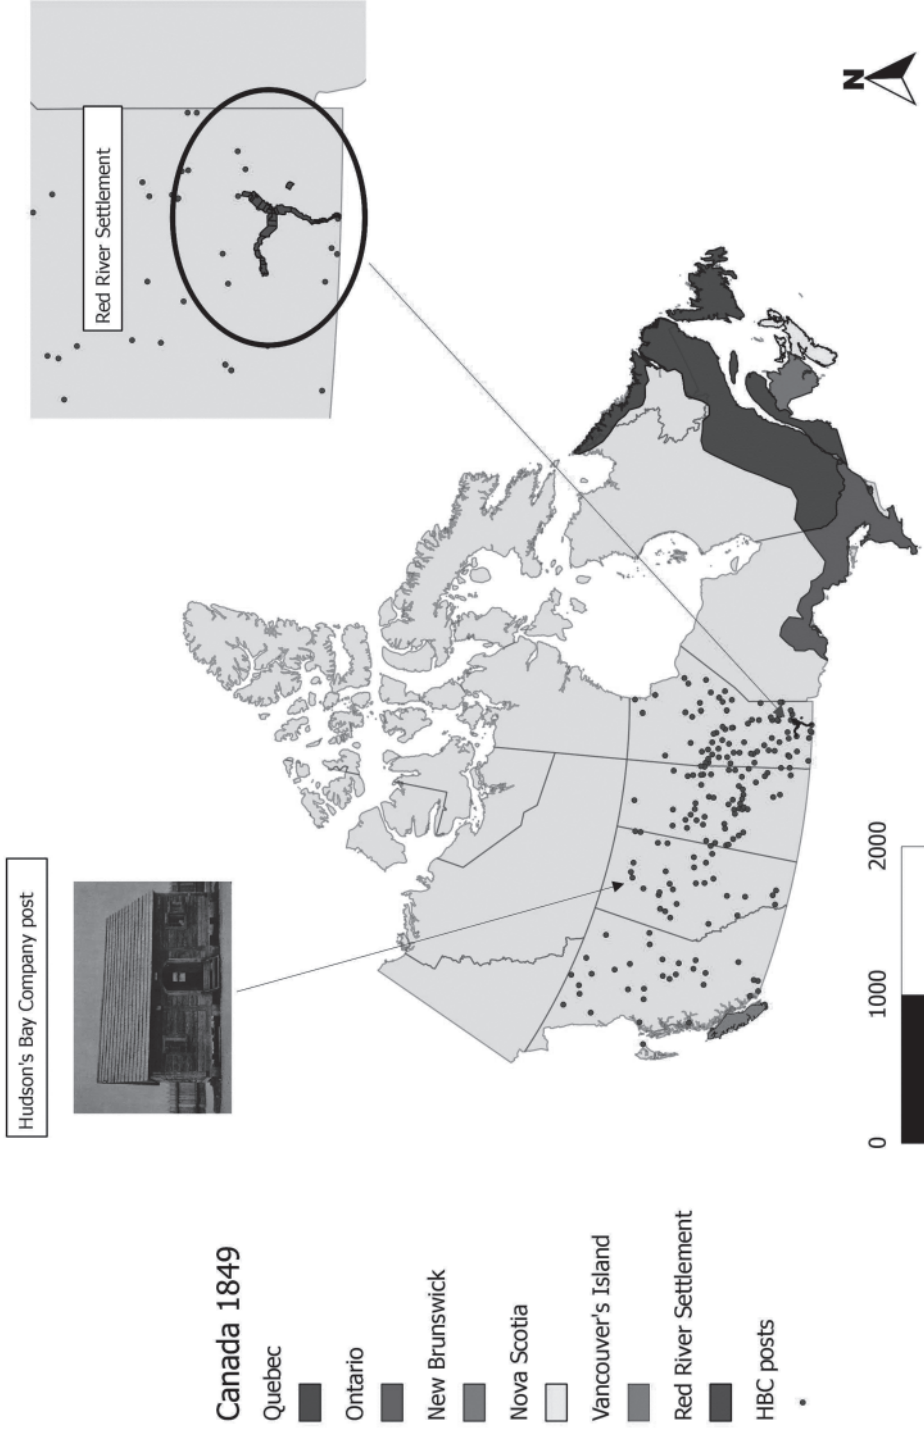 Hudson's Bay Company post
Red River Settlement
N
Canada 1849
Quebec
Ontario
New Brunswick
Nova Scotia
Vancouver's Island
Red River Settlement
HBC posts
0
1000
2000